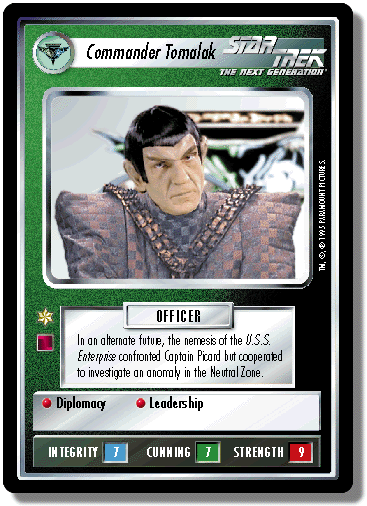 Commander Tomalak
STAR TREK
THE NEXT GENERATION®
TM, ®, © 1995 PARAMOUNT PICTURES.
OFFICER
In an alternate future, the nemesis of the U.S.S.
Enterprise confronted Captain Picard but cooperated
to investigate an anomaly in the Neutral Zone.
Diplomacy Leadership
INTEGRITY 7 CUNNING 7 STRENGTH 9